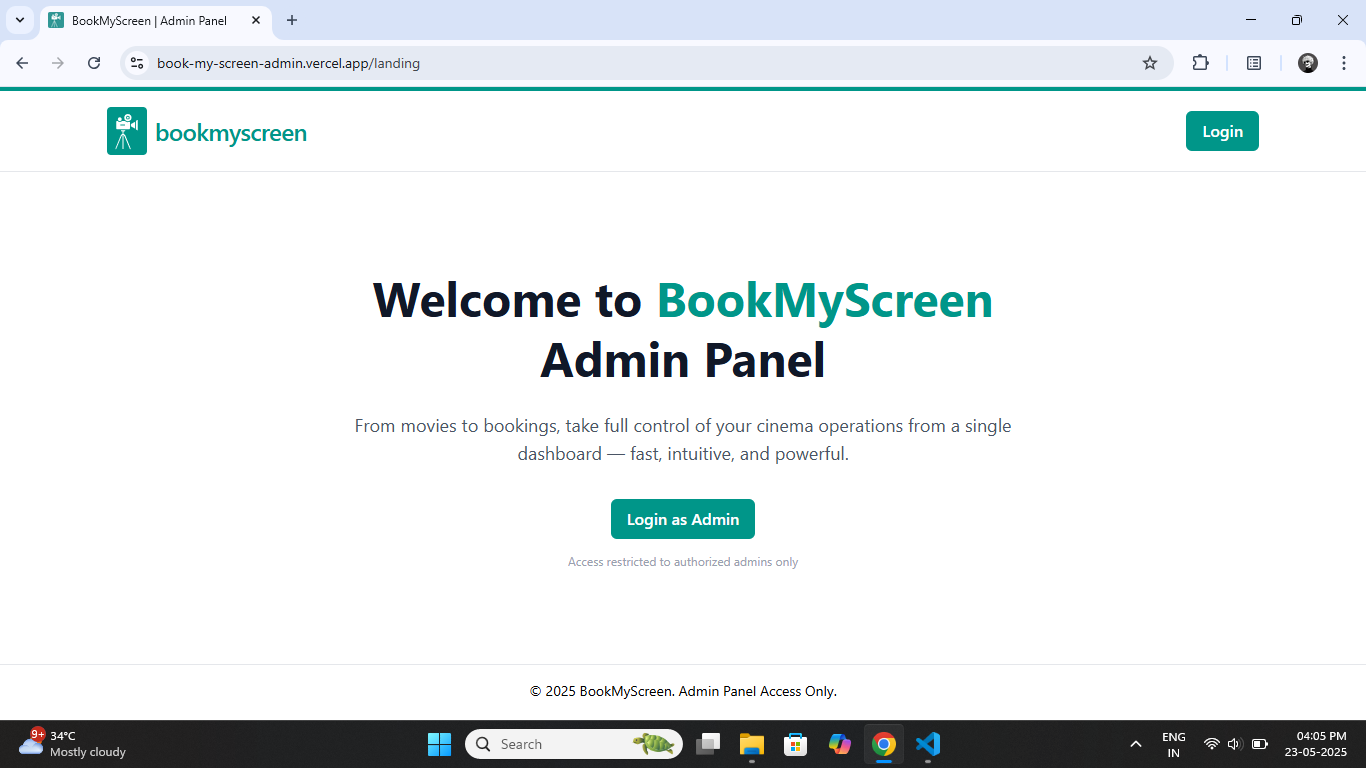 BookMyScreen | Admin Panel
book-my-screen-admin.vercel.app/landing
bookmyscreen
Login
Welcome to BookMyScreen
Admin Panel
From movies to bookings, take full control of your cinema operations from a single
dashboard — fast, intuitive, and powerful.
Login as Admin
Access restricted to authorized admins only
© 2025 BookMyScreen. Admin Panel Access Only.
9+
34°C
Mostly cloudy
Search
ENG
IN
04:05 PM
23-05-2025